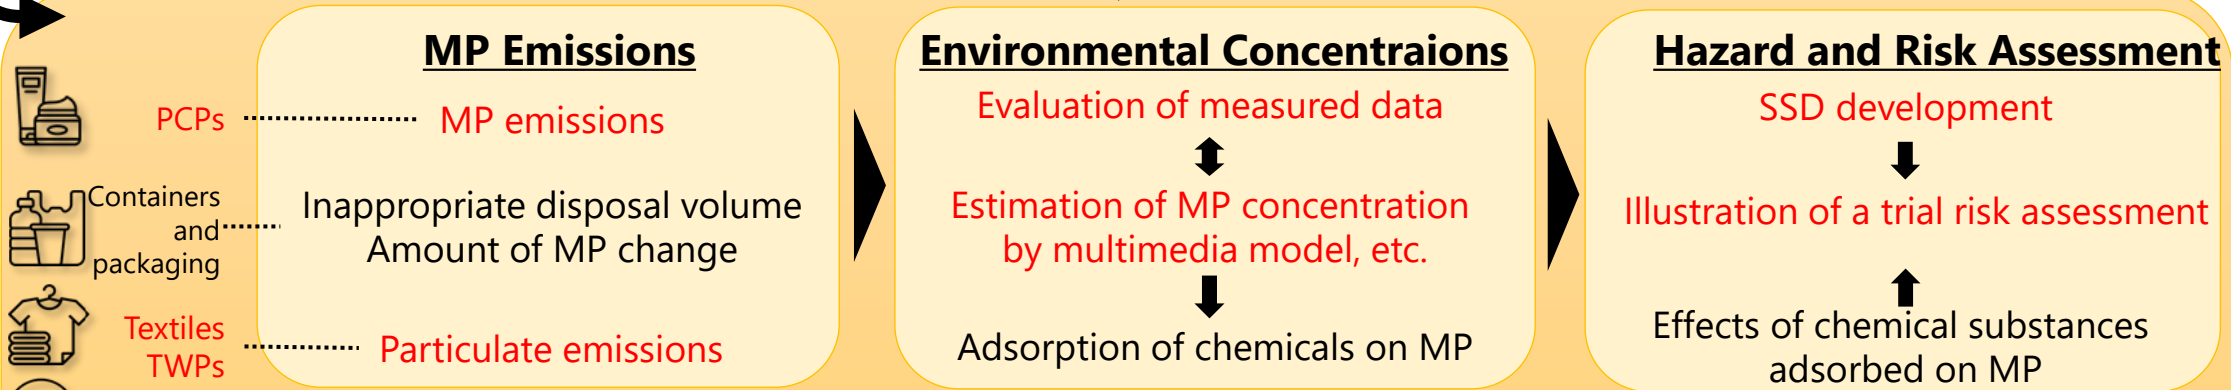 MP Emissions
PCPs
MP emissions
Containers
and
packaging
Inappropriate disposal volume
Amount of MP change
Textiles
TWPs
Particulate emissions
Environmental Concentraions
Evaluation of measured data
Estimation of MP concentration
by multimedia model, etc.
Adsorption of chemicals on MP
Hazard and Risk Assessment
SSD development
Illustration of a trial risk assessment
Effects of chemical substances
adsorbed on MP